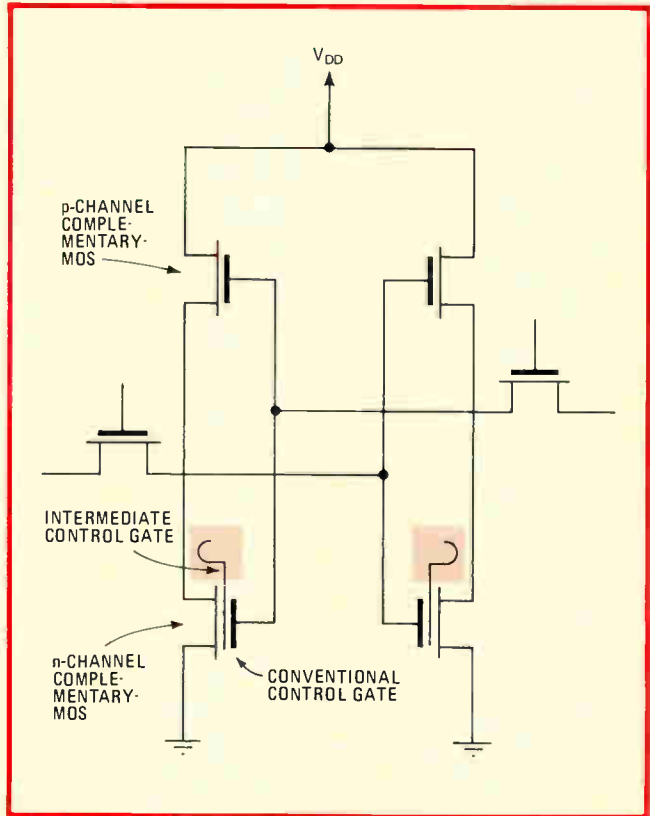 VDD
p-CHANNEL
COMPLE-
MENTARY-
MOS
INTERMEDIATE
CONTROL GATE
n-CHANNEL
COMPLE-
MENTARY-
MOS
CONVENTIONAL
CONTROL GATE